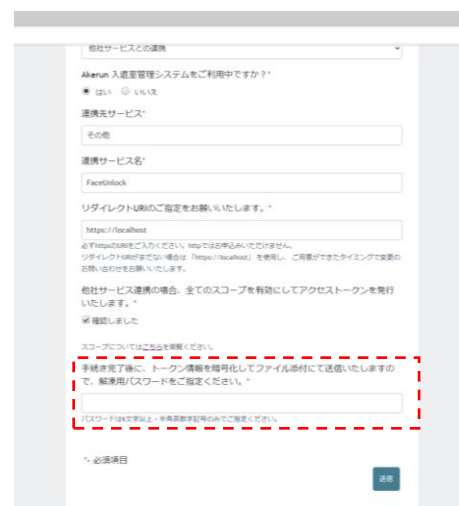 他社サービスとの連携
Akerun 入退室管理システムをご利用中ですか？*
はい いいえ
連携先サービス*
その他
連携サービス名*
FaceUnlock
リダイレクトURIのご指定をお願いいたします。*
https://localhost
必ずhttpsのURIをご入力ください。httpではお申込みいただけません。
リダイレクトURIがまだない場合は「https://localhost」を使用し、ご用意ができたタイミングで変更の
お問い合わせをお願いいたします。
他社サービス連携の場合、全てのスコープを有効にしてアクセストークンを発行
いたします。*
確認しました
スコープについてはこちらを御覧ください。
手続き完了後に、トークン情報を暗号化してファイル添付にて送信いたしますの
で、解凍用パスワードをご指定ください。*
パスワードは6文字以上・半角英数字記号のみでご指定ください。
*- 必須項目
送信